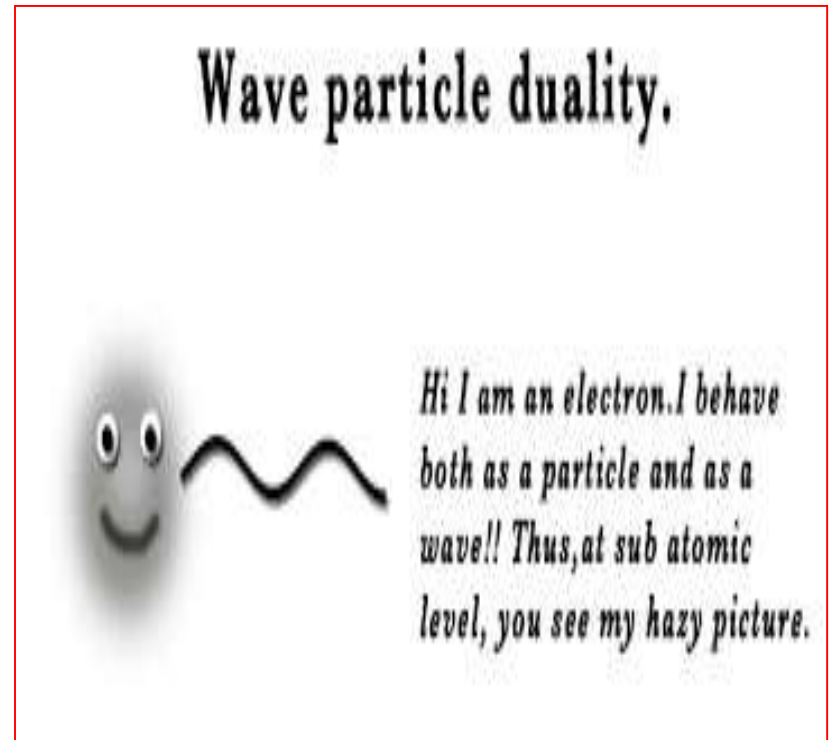 Wave particle duality.
Hi I am an electron.I behave
both as a particle and as a
wave!! Thus,at sub atomic
level, you see my hazy picture.